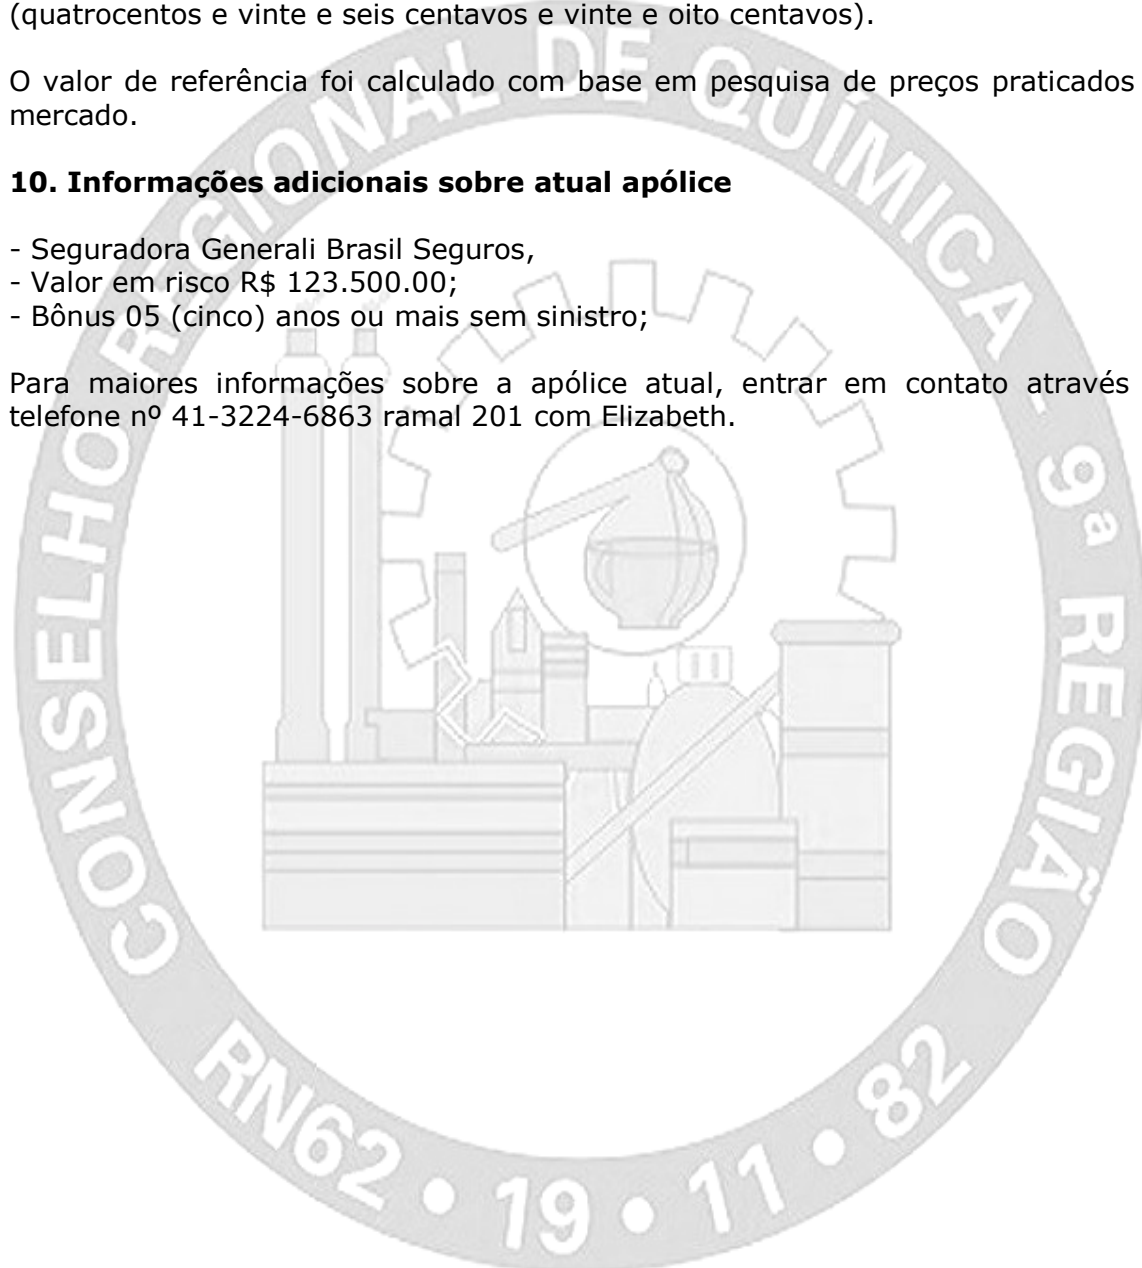 (quatrocentos e vinte e seis centavos e vinte e oito centavos).
O valor de referência foi calculado com base em pesquisa de preços praticados
mercado.
10. Informações adicionais sobre atual apólice
- Seguradora Generali Brasil Seguros,
- Valor em risco R$ 123.500.00;
- Bônus 05 (cinco) anos ou mais sem sinistro;
Para maiores informações sobre a apólice atual, entrar em contato através
telefone nº 41-3224-6863 ramal 201 com Elizabeth.
CONSELHO REGIONAL DE QUÍMICA - 9ª REGIÃO
RN62 • 19 • 11 • 82